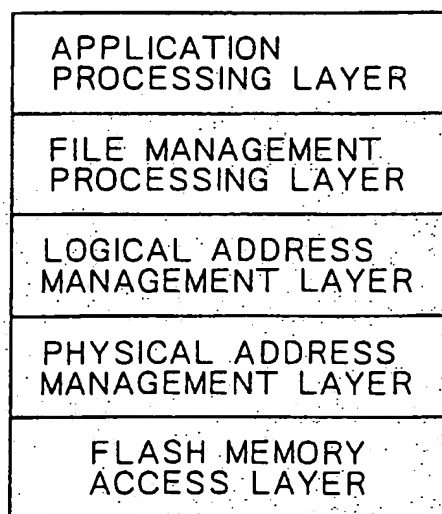 APPLICATION
PROCESSING LAYER
FILE MANAGEMENT
PROCESSING LAYER
LOGICAL ADDRESS
MANAGEMENT LAYER
PHYSICAL ADDRESS
MANAGEMENT LAYER
FLASH MEMORY
ACCESS LAYER